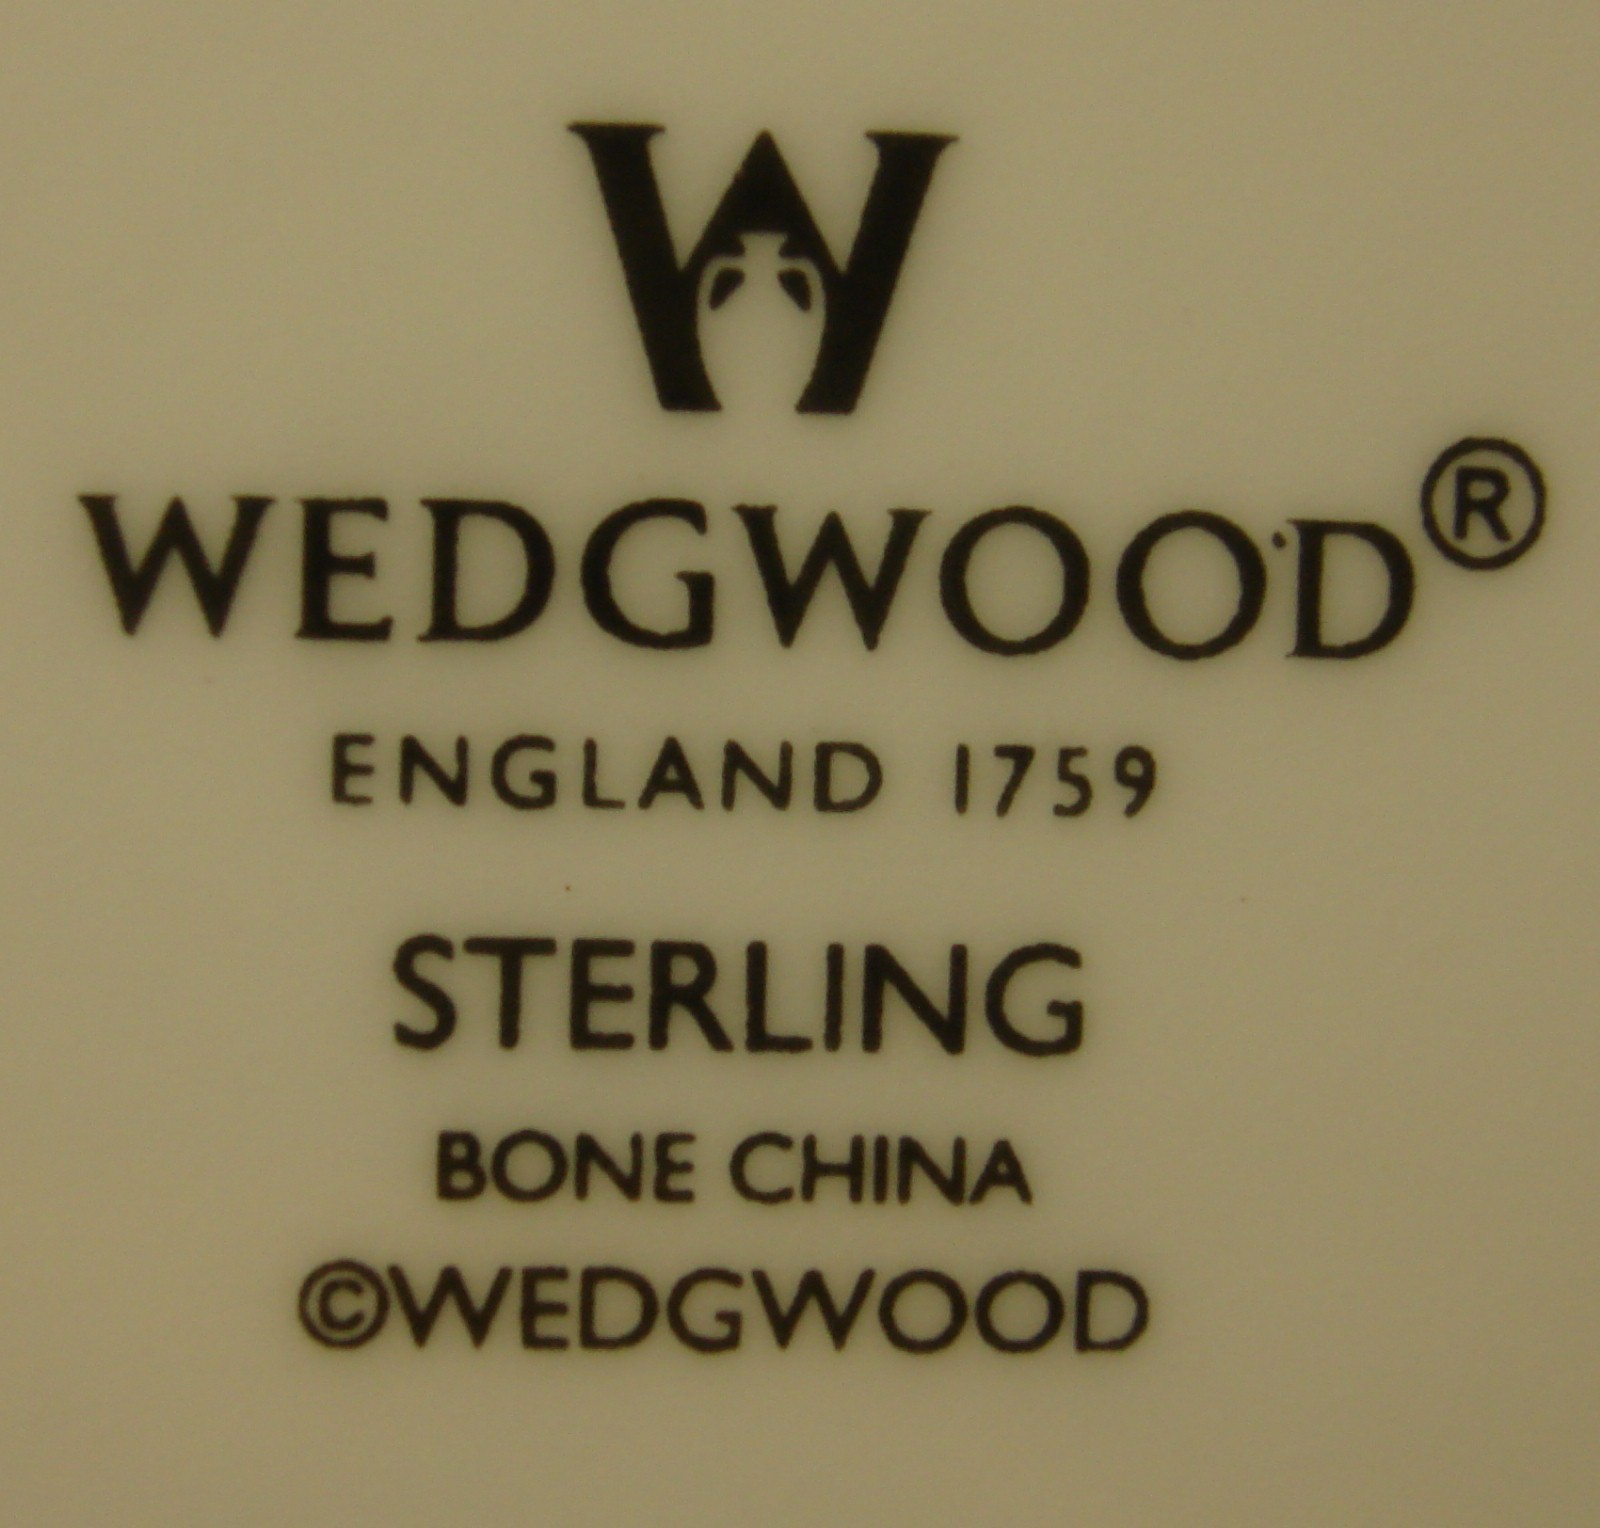 W
WEDGWOOD®
ENGLAND 1759
STERLING
BONE CHINA
©WEDGWOOD